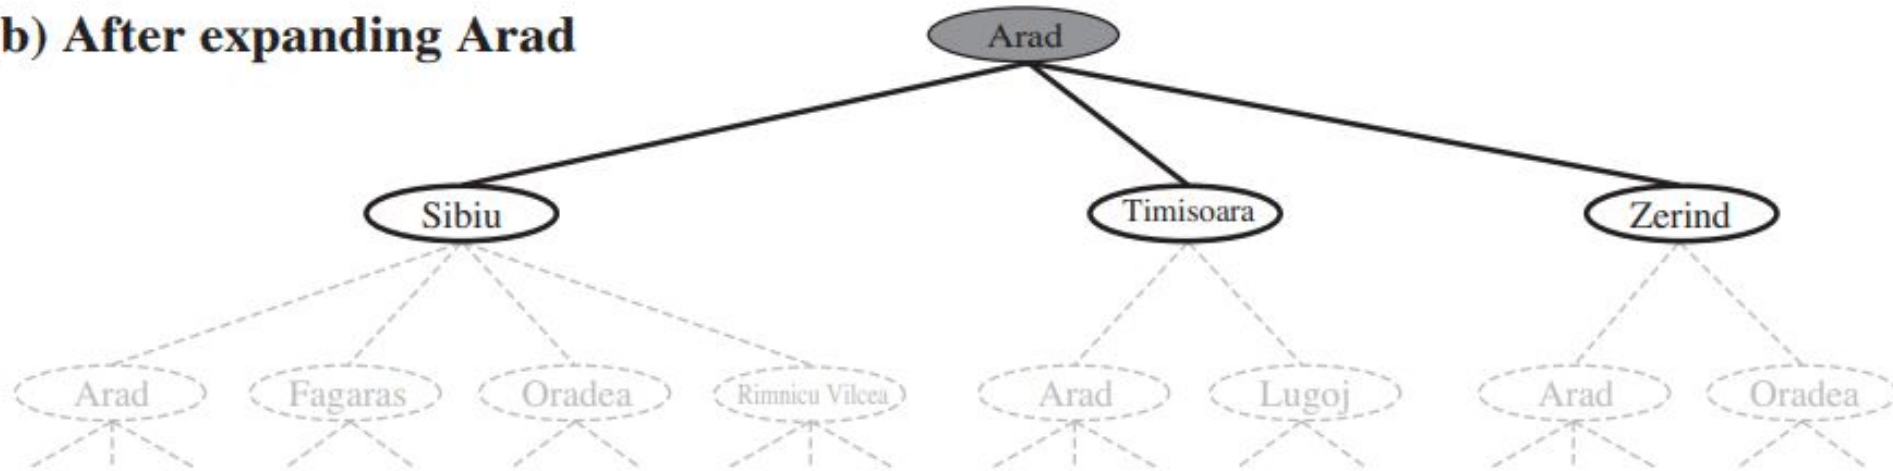 b) After expanding Arad
Arad
Sibiu
Timisoara
Zerind
Arad
Fagaras
Oradea
Rimnicu Vilcea
Arad
Lugoj
Arad
Oradea